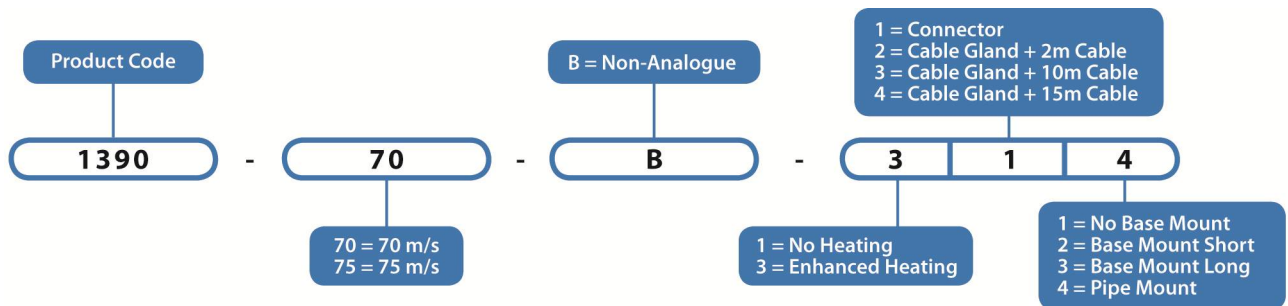 Product Code
B = Non-Analogue
1 = Connector
2 = Cable Gland + 2m Cable
3 = Cable Gland + 10m Cable
4 = Cable Gland + 15m Cable
1390 - 70 - B - 3 1 4
70 = 70 m/s
75 = 75 m/s
1 = No Heating
3 = Enhanced Heating
1 = No Base Mount
2 = Base Mount Short
3 = Base Mount Long
4 = Pipe Mount